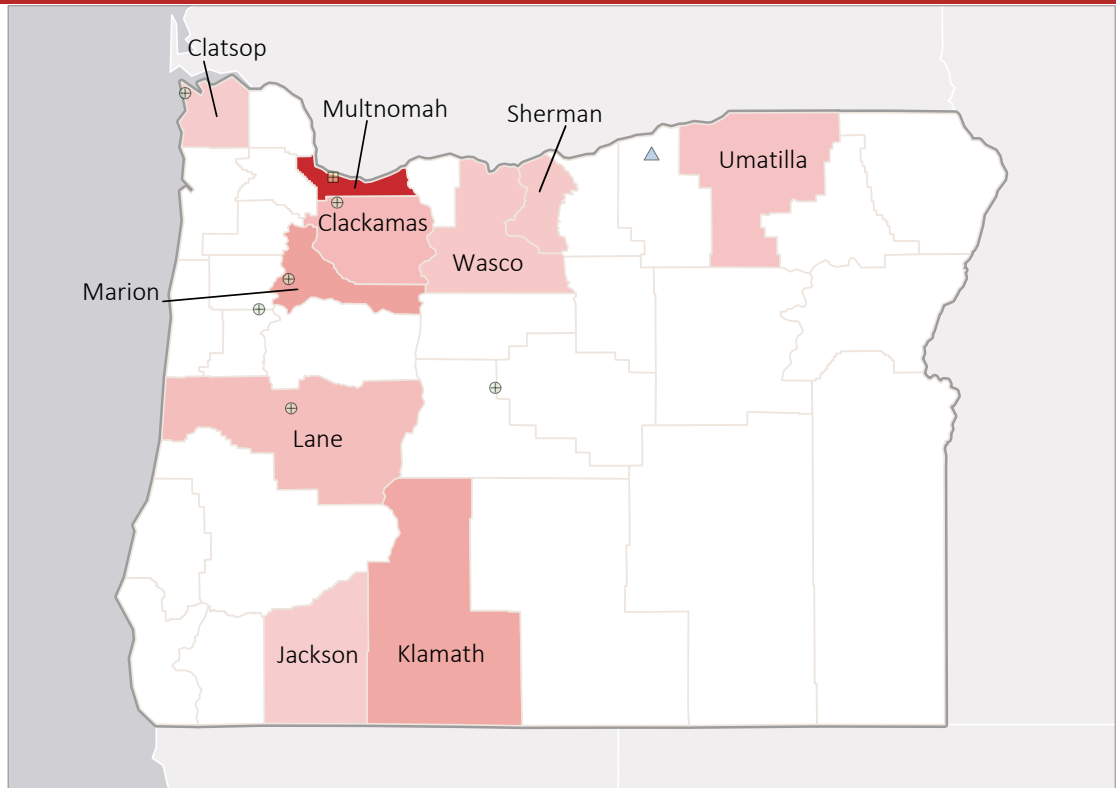 Clatsop
Multnomah
Sherman
Umatilla
Clackamas
Wasco
Marion
Lane
Jackson
Klamath